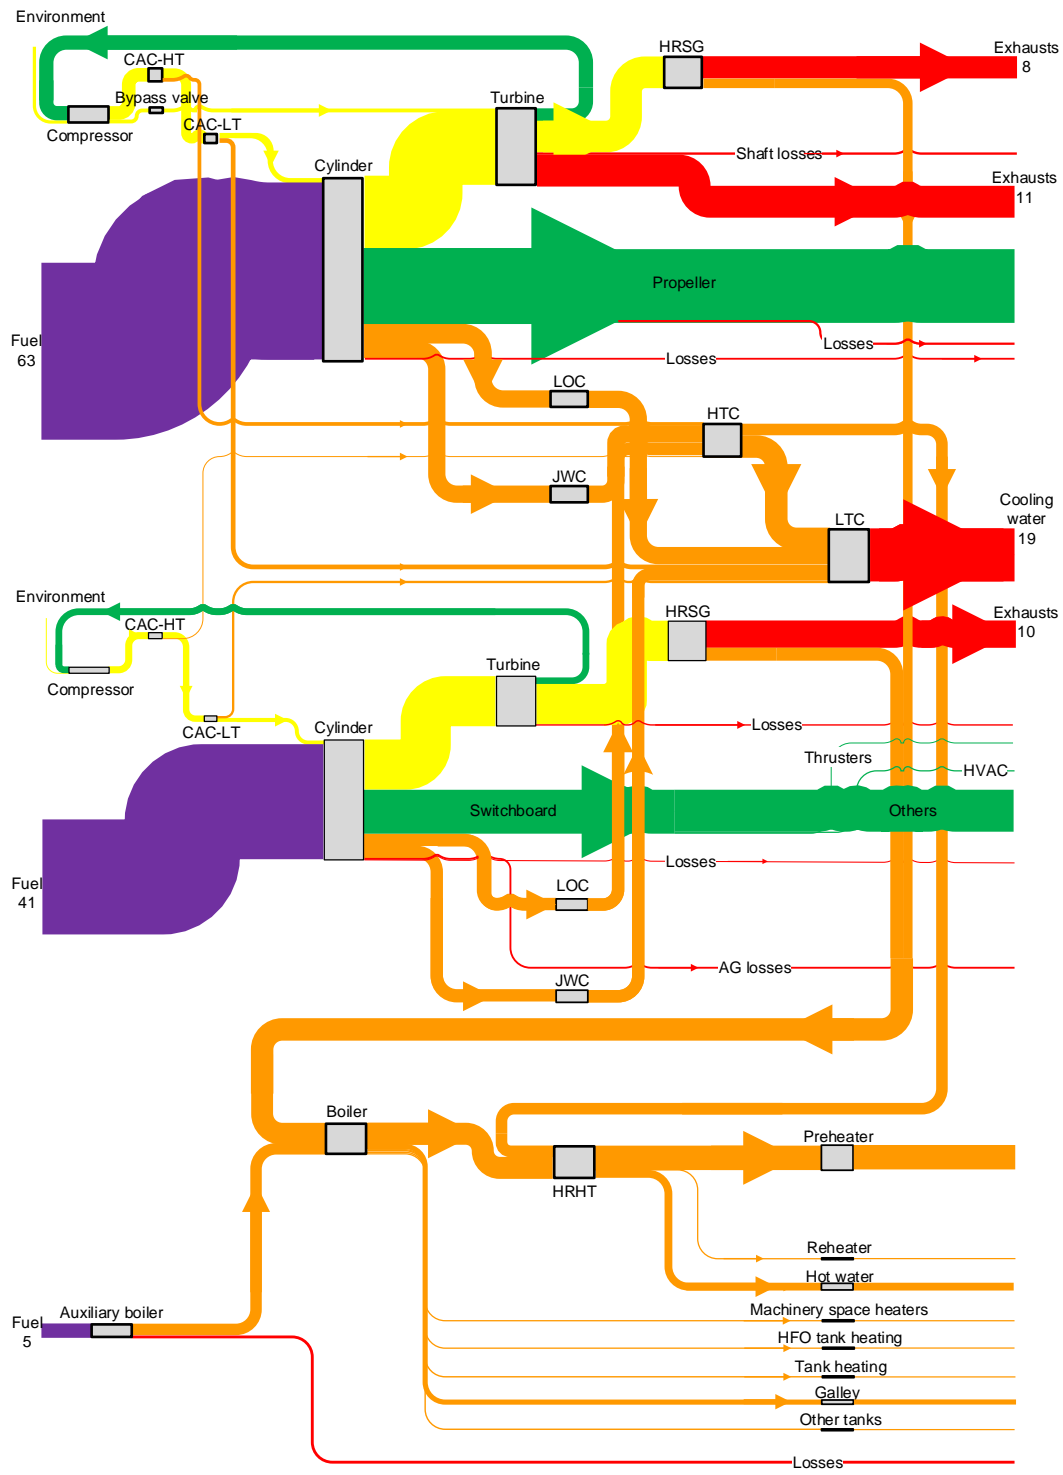 Environment
CAC-HT
HRSG
Exhausts
8
Bypass valve
Turbine
CAC-LT
Compressor
Shaft losses
Cylinder
Exhausts
11
Propeller
Fuel
63
Losses
Losses
LOC
HTC
JWC
Cooling
water
19
LTC
Environment
CAC-HT
HRSG
Exhausts
10
Turbine
Compressor
CAC-LT
Cylinder
Losses
Thrusters
HVAC
Switchboard
Others
Losses
Fuel
41
LOC
AG losses
JWC
Boiler
Preheater
HRHT
Reheater
Hot water
Auxiliary boiler
Machinery space heaters
Fuel
5
HFO tank heating
Tank heating
Galley
Other tanks
Losses